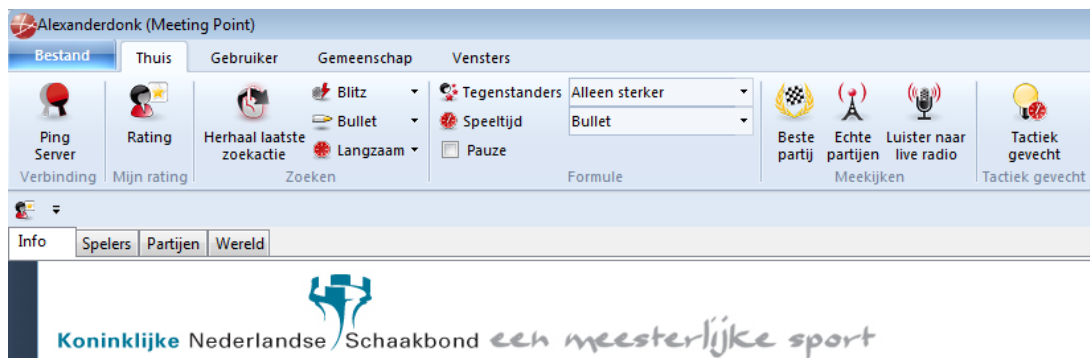 Alexanderdonk (Meeting Point)
Bestand Thuis Gebruiker Gemeenschap Vensters
Ping Server
Verbinding
Rating
Mijn rating
Herhaal laatste zoekactie
Blitz
Bullet
Langzaam
Zoeken
Tegenstanders Alleen sterker
Speeltijd Bullet
Pauze
Formule
Beste partij
Echte partijen
Luister naar live radio
Meekijken
Tactiek gevecht
Tactiek gevecht
Info Spelers Partijen Wereld
Koninklijke Nederlandse Schaakbond een meesterlijke sport